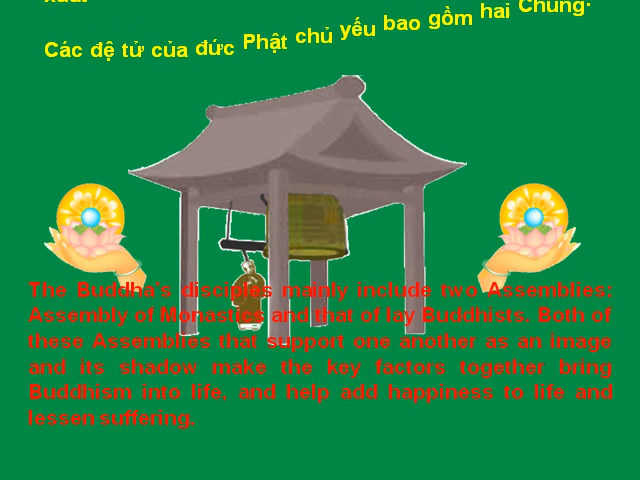 Các đệ tử của đức Phật chủ yếu bao gồm hai Chúng.
The Buddha's disciples mainly include two Assemblies:
Assembly of Monastics and that of lay Buddhists. Both of
these Assemblies that support one another as an image
and its shadow make the key factors together bring
Buddhism into life, and help add happiness to life and
lessen suffering.